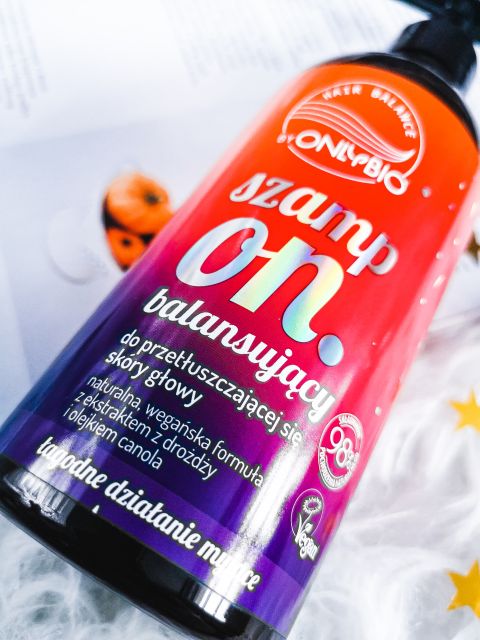 HAIR BALANCE
BY ONLYBIO
szamp
on.
balansujący
do przetłuszczającej się
skóry głowy
naturalna, wegańska formuła
z ekstraktem z drożdży
i olejkiem canola
łagodne działanie myjące
98%
Vegan